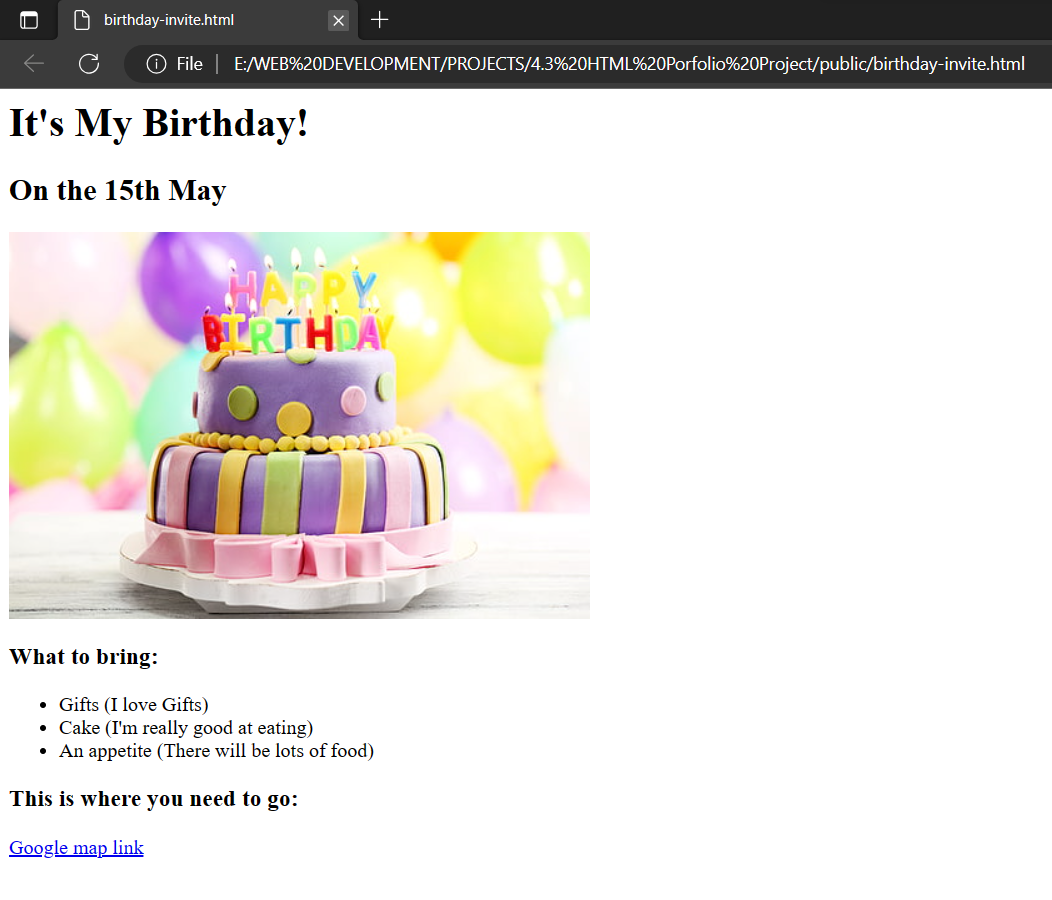 birthday-invite.html
File
E:/WEB%20DEVELOPMENT/PROJECTS/4.3%20HTML%20Porfolio%20Project/public/birthday-invite.html
It's My Birthday!
On the 15th May
HAPPY
BIRTHDAY
What to bring:
Gifts (I love Gifts)
Cake (I'm really good at eating)
An appetite (There will be lots of food)
This is where you need to go:
Google map link